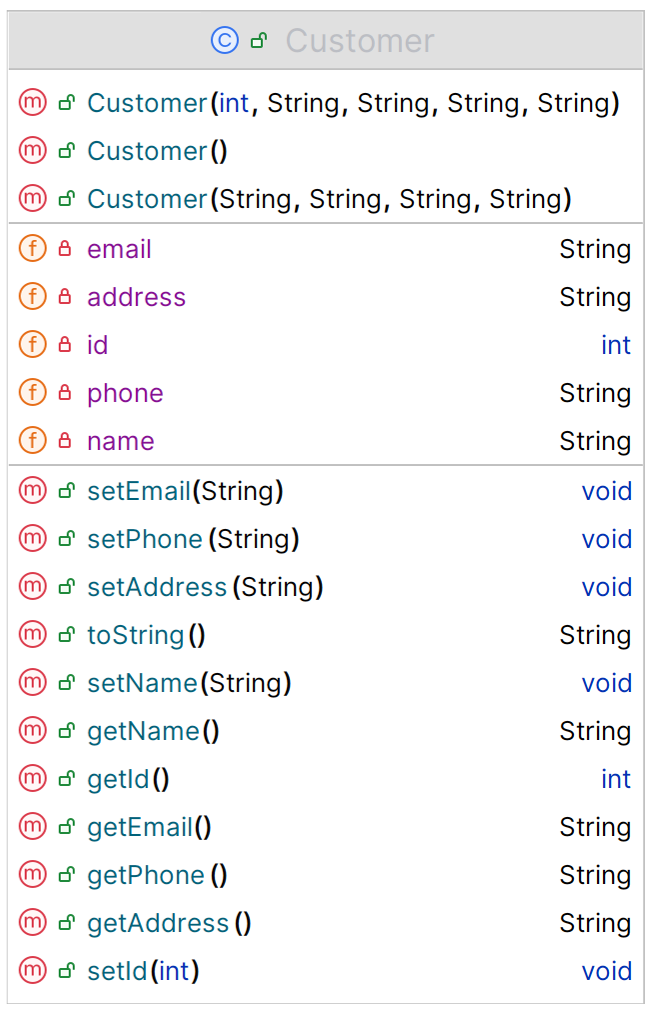 C Customer
m Customer(int, String, String, String, String)
m Customer()
m Customer(String, String, String, String)
f email String
f address String
f id int
f phone String
f name String
m setEmail(String) void
m setPhone(String) void
m setAddress(String) void
m toString() String
m setName(String) void
m getName() String
m getId() int
m getEmail() String
m getPhone() String
m getAddress() String
m setId(int) void